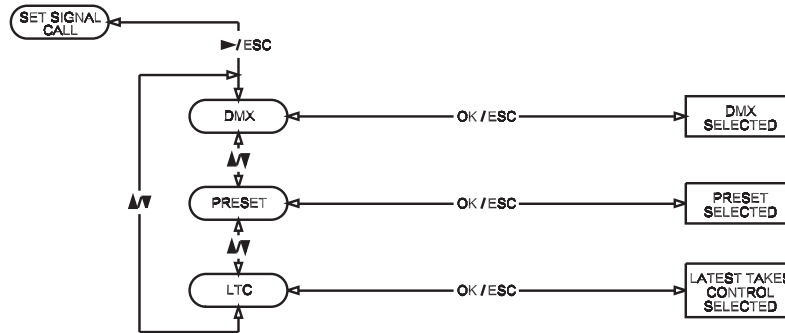 SET SIGNAL
CALL
►/ESC
DMX
OK / ESC
DMX
SELECTED
▲/▼
PRESET
OK / ESC
PRESET
SELECTED
▲/▼
▲/▼
LTC
OK / ESC
LATEST TAKES
CONTROL
SELECTED